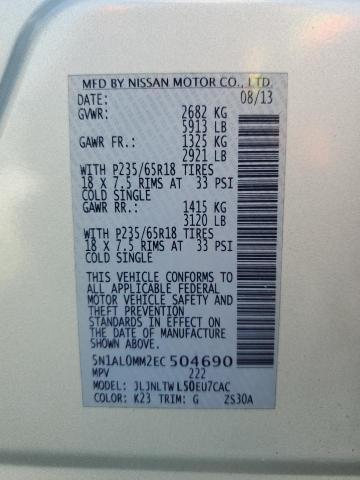 MFD BY NISSAN MOTOR CO., LTD.
DATE: 08/13
GVWR: 2682 KG
5913 LB
GAWR FR.: 1325 KG
2921 LB
WITH P235/65R18 TIRES
18 X 7.5 RIMS AT 33 PSI
COLD SINGLE
GAWR RR.: 1415 KG
3120 LB
WITH P235/65R18 TIRES
18 X 7.5 RIMS AT 33 PSI
COLD SINGLE
THIS VEHICLE CONFORMS TO
ALL APPLICABLE FEDERAL
MOTOR VEHICLE SAFETY AND
THEFT PREVENTION
STANDARDS IN EFFECT ON
THE DATE OF MANUFACTURE
SHOWN ABOVE.
5N1AL0MM2EC504690
MPV 222
MODEL: JLJNLTWL50EU7CAC
COLOR: K23 TRIM: G ZS30A